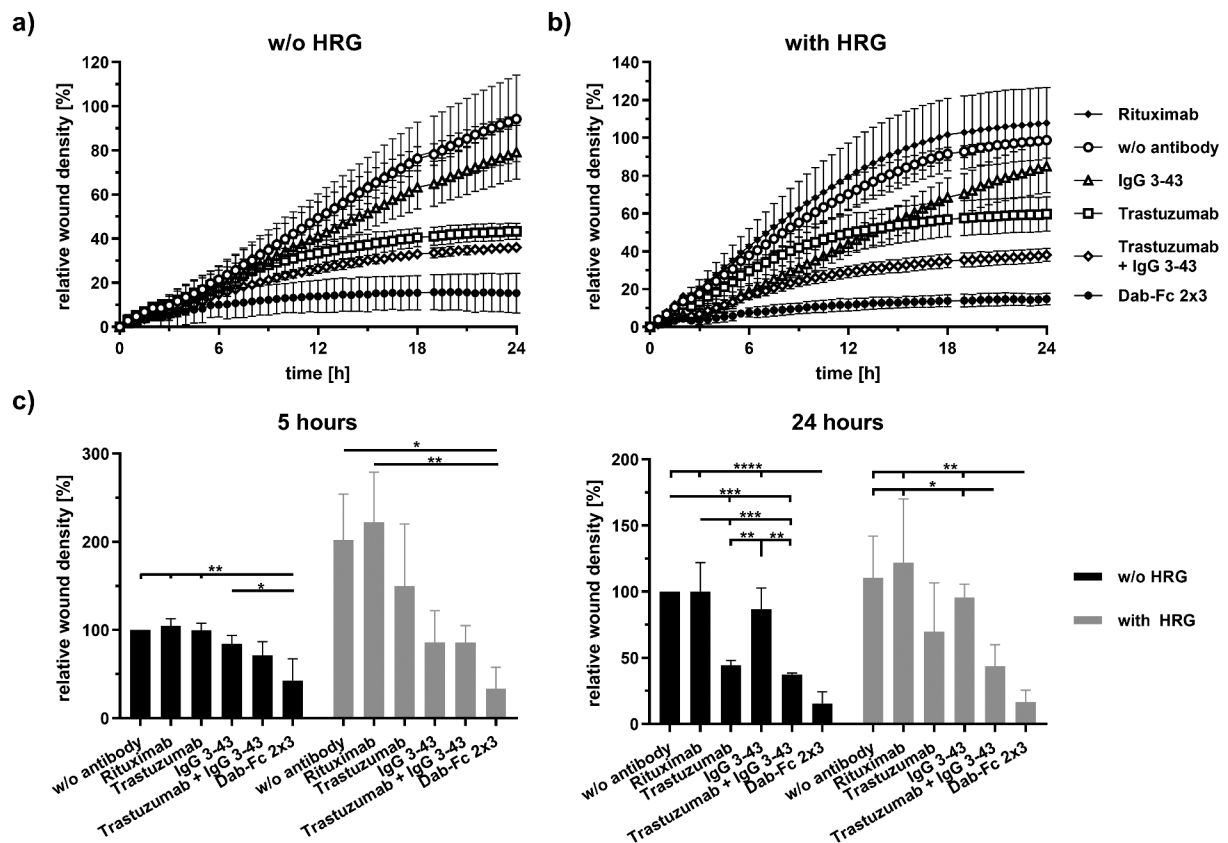 a)
w/o HRG
relative wound density [%]
120
100
80
60
40
20
0
0
6
12
18
24
time [h]
b)
with HRG
relative wound density [%]
140
120
100
80
60
40
20
0
0
6
12
18
24
time [h]
Rituximab
w/o antibody
IgG 3-43
Trastuzumab
Trastuzumab
+ IgG 3-43
Dab-Fc 2x3
c)
5 hours
relative wound density [%]
300
200
100
0
**
*
*
**
w/o antibody
Rituximab
Trastuzumab
IgG 3-43
Trastuzumab + IgG 3-43
Dab-Fc 2x3
w/o antibody
Rituximab
Trastuzumab
IgG 3-43
Trastuzumab + IgG 3-43
Dab-Fc 2x3
24 hours
relative wound density [%]
200
150
100
50
0
****
***
***
**
**
**
*
w/o antibody
Rituximab
Trastuzumab
IgG 3-43
Trastuzumab + IgG 3-43
Dab-Fc 2x3
w/o antibody
Rituximab
Trastuzumab
IgG 3-43
Trastuzumab + IgG 3-43
Dab-Fc 2x3
w/o HRG
with HRG